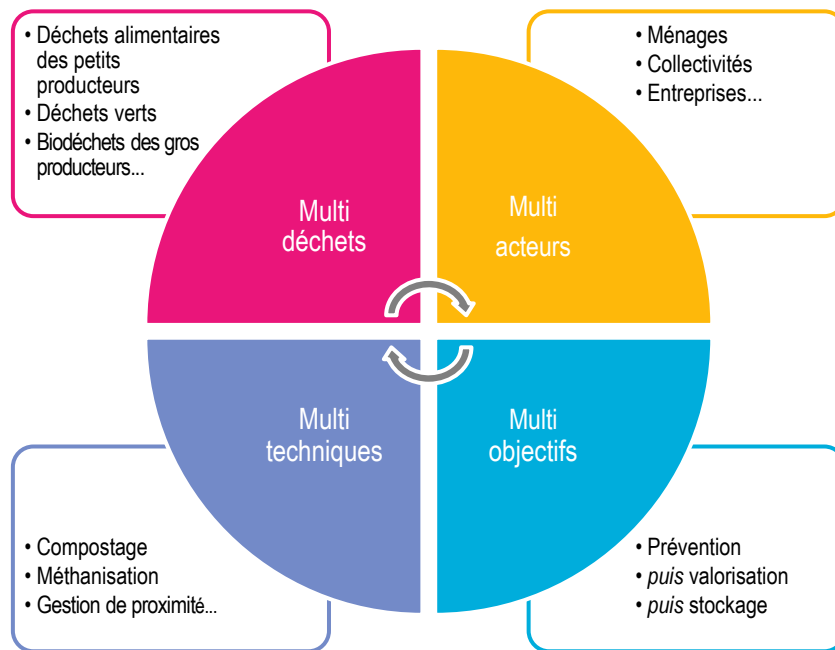 • Déchets alimentaires
des petits
producteurs
• Déchets verts
• Biodéchets des gros
producteurs...
• Ménages
• Collectivités
• Entreprises...
Multi
déchets
Multi
acteurs
Multi
techniques
Multi
objectifs
• Compostage
• Méthanisation
• Gestion de proximité...
• Prévention
• puis valorisation
• puis stockage